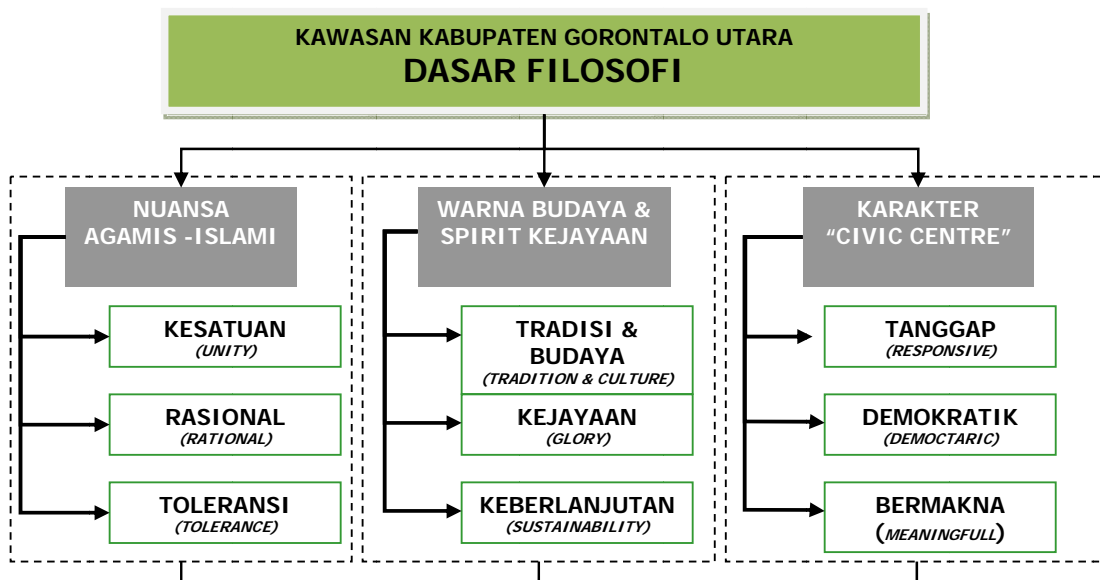 KAWASAN KABUPATEN GORONTALO UTARA
DASAR FILOSOFI
NUANSA
AGAMIS -ISLAMI
KESATUAN
(UNITY)
RASIONAL
(RATIONAL)
TOLERANSI
(TOLERANCE)
WARNA BUDAYA &
SPIRIT KEJAYAAN
TRADISI &
BUDAYA
(TRADITION & CULTURE)
KEJAYAAN
(GLORY)
KEBERLANJUTAN
(SUSTAINABILITY)
KARAKTER
“CIVIC CENTRE”
TANGGAP
(RESPONSIVE)
DEMOKRATIK
(DEMOCTARIC)
BERMAKNA
(MEANINGFULL)